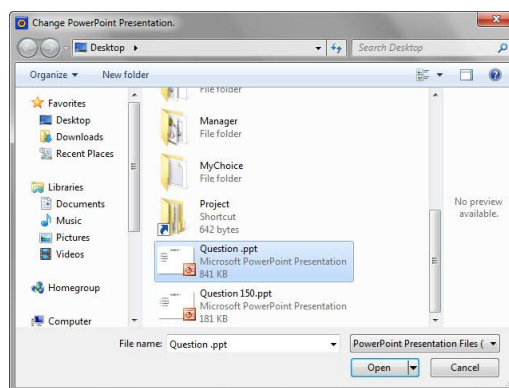 Change PowerPoint Presentation.
Desktop
Search Desktop
Organize
New folder
Favorites
Desktop
Downloads
Recent Places
Libraries
Documents
Music
Pictures
Videos
Homegroup
Computer
File folder
Manager
File folder
MyChoice
File folder
Project
Shortcut
642 bytes
Question .ppt
Microsoft PowerPoint Presentation
841 KB
Question 150.ppt
Microsoft PowerPoint Presentation
181 KB
No preview
available.
File name: Question .ppt
PowerPoint Presentation Files (
Open
Cancel